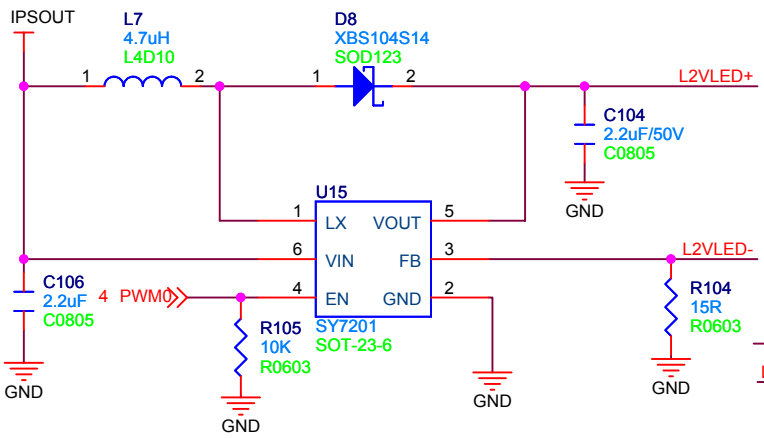 IPSOUT
L7
4.7uH
L4D10
1
2
D8
XBS104S14
SOD123
1
2
L2VLED+
C104
2.2uF/50V
C0805
GND
U15
1
LX
VOUT
5
6
VIN
FB
3
L2VLED-
4
EN
GND
2
SY7201
SOT-23-6
C106
2.2uF
C0805
GND
4 PWM0
R105
10K
R0603
GND
GND
R104
15R
R0603
GND